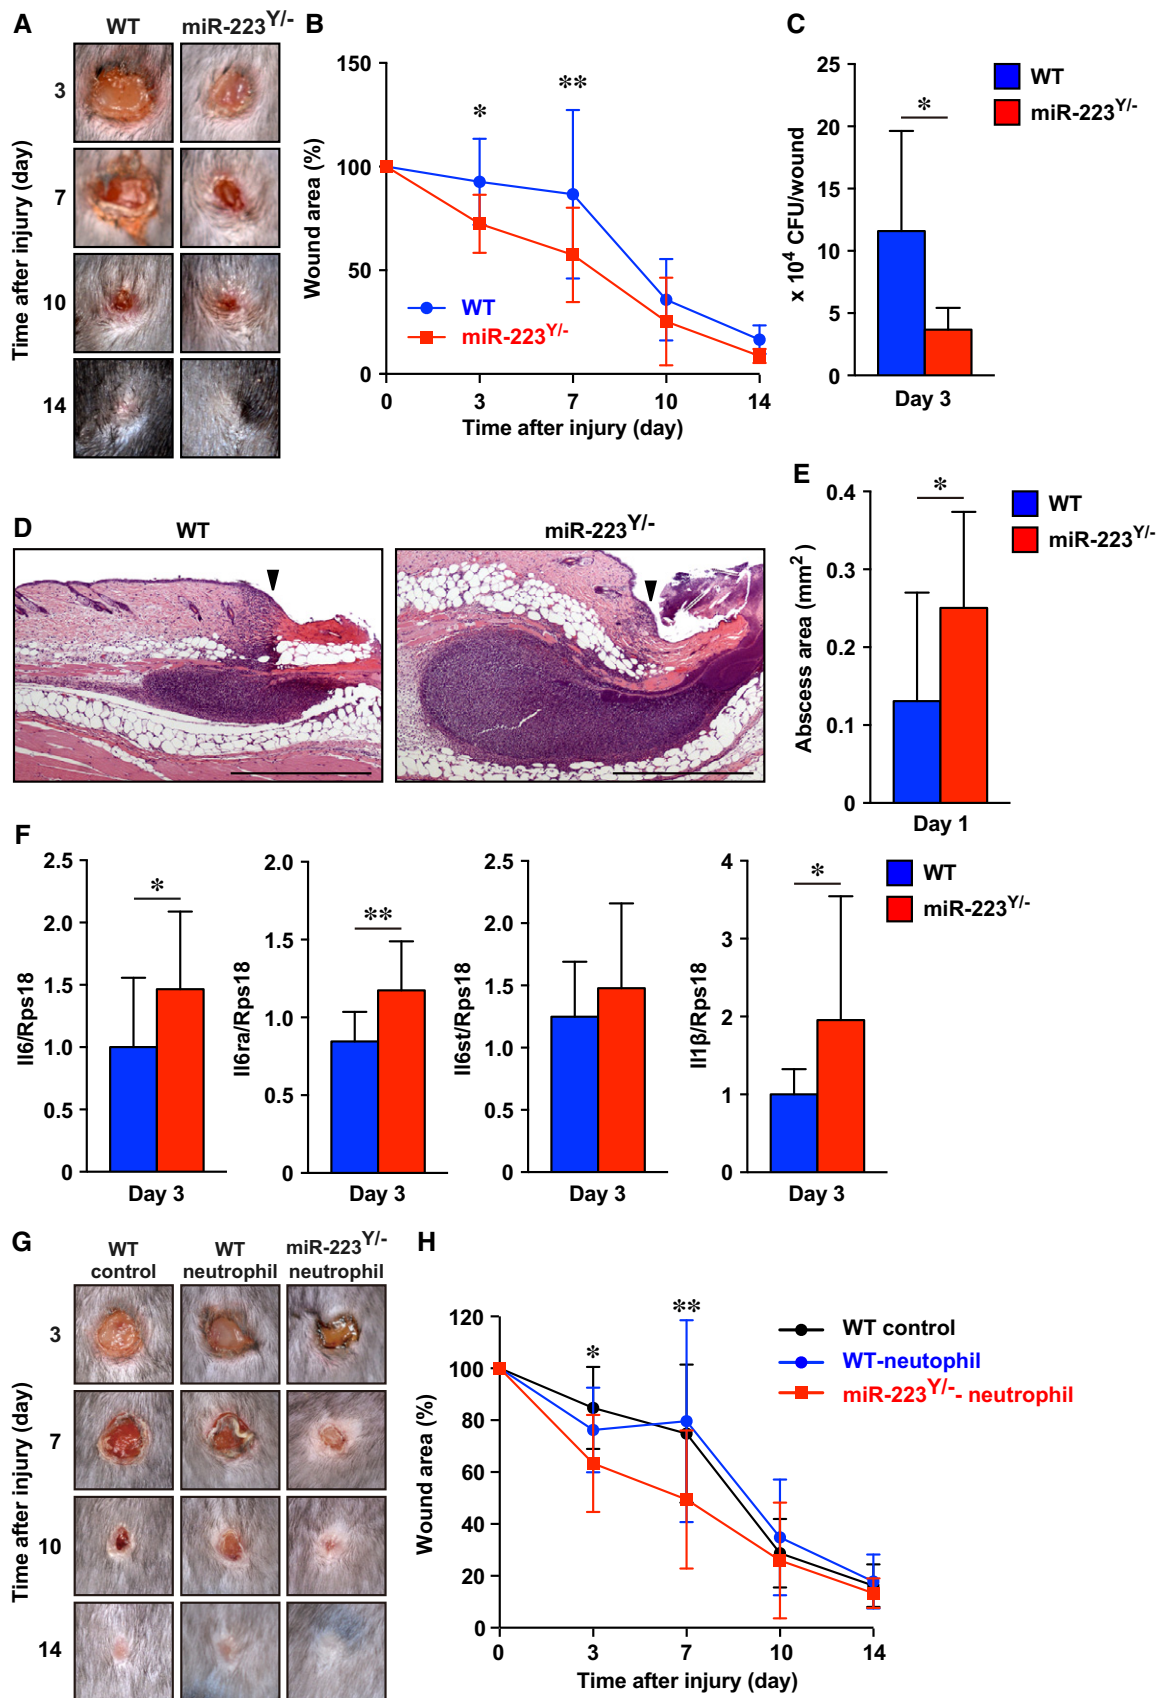 A
WT
miR-223Y/-
Time after injury (day)
3
7
10
14
B
Wound area (%)
150
100
50
0
*
**
WT
miR-223Y/-
0 3 7 10 14
Time after injury (day)
C
x 10⁴ CFU/wound
25
20
15
10
5
0
*
Day 3
WT
miR-223Y/-
D
WT
miR-223Y/-
E
Abscess area (mm²)
0.4
0.3
0.2
0.1
0
*
Day 1
WT
miR-223Y/-
F
Il6/Rps18
2.5
2.0
1.5
1.0
0.5
0
*
Day 3
Il6ra/Rps18
2.0
1.5
1.0
0.5
0
**
Day 3
Il6st/Rps18
2.5
2.0
1.5
1.0
0.5
0
Day 3
Il1β/Rps18
4
3
2
1
0
*
Day 3
WT
miR-223Y/-
G
WT
control
WT
neutrophil
miR-223Y/-
neutrophil
Time after injury (day)
3
7
10
14
H
Wound area (%)
120
100
80
60
40
20
0
*
**
WT control
WT-neutophil
miR-223Y/-- neutrophil
0 3 7 10 14
Time after injury (day)